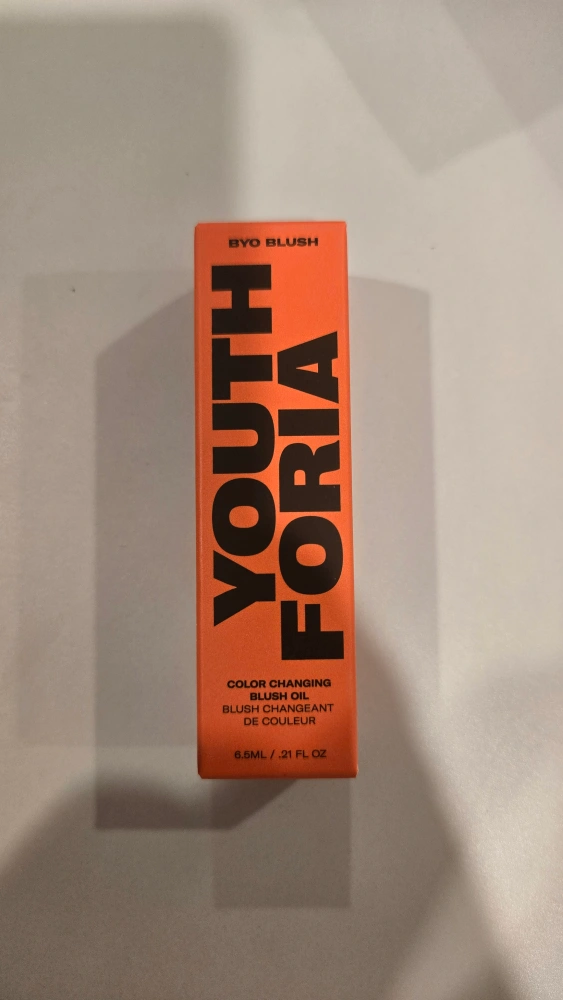 BYO BLUSH
YOUTH
FORIA
COLOR CHANGING
BLUSH OIL
BLUSH CHANGEANT
DE COULEUR
6.5ML / .21 FL OZ